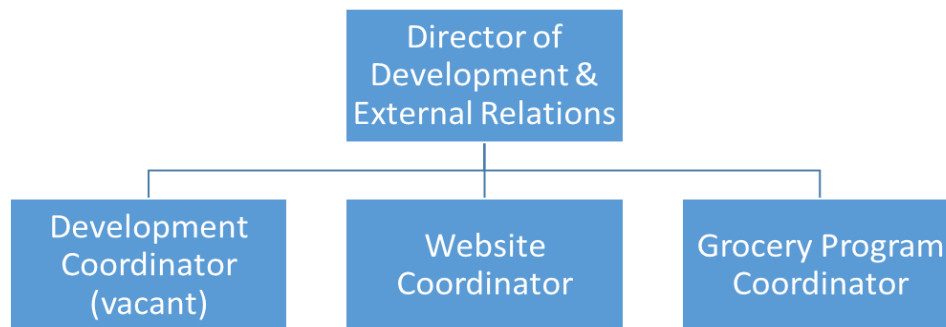 Director of
Development &
External Relations
Development
Coordinator
(vacant)
Website
Coordinator
Grocery Program
Coordinator